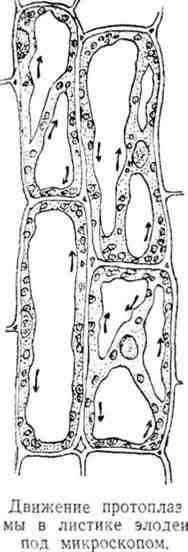 Движение протоплаз
мы в листике элодеи
под микроскопом.